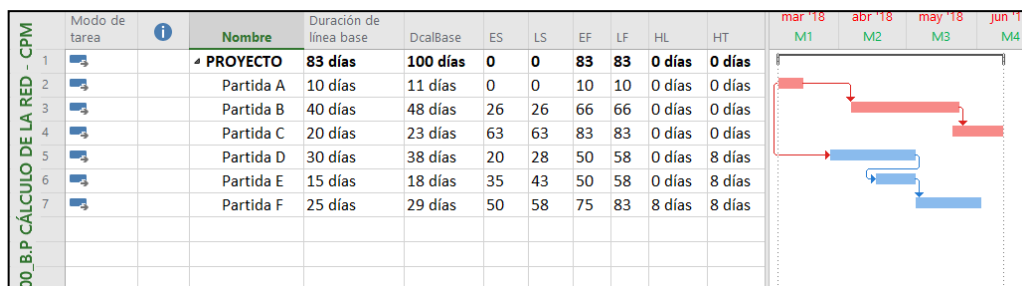 mar '18 abr '18 may '18 jun '1
Modo de tarea Nombre Duración de línea base DcalBase ES LS EF LF HL HT M1 M2 M3 M4
1 PROYECTO 83 días 100 días 0 0 83 83 0 días 0 días
2 Partida A 10 días 11 días 0 0 10 10 0 días 0 días
3 Partida B 40 días 48 días 26 26 66 66 0 días 0 días
4 Partida C 20 días 23 días 63 63 83 83 0 días 0 días
5 Partida D 30 días 38 días 20 28 50 58 0 días 8 días
6 Partida E 15 días 18 días 35 43 50 58 0 días 8 días
7 Partida F 25 días 29 días 50 58 75 83 8 días 8 días
00_B.P CÁLCULO DE LA RED - CPM